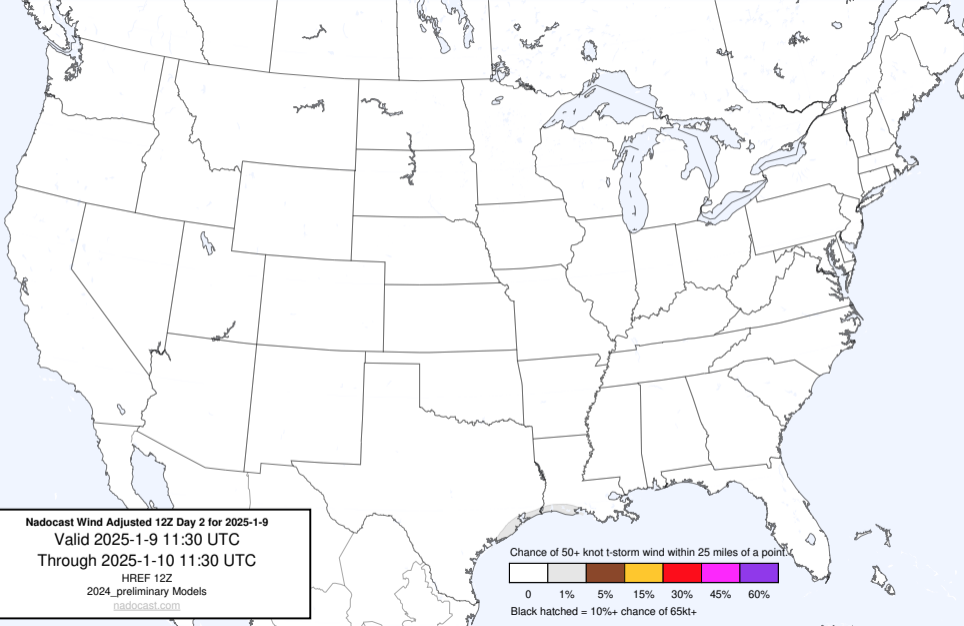 Nadocast Wind Adjusted 12Z Day 2 for 2025-1-9
Valid 2025-1-9 11:30 UTC
Through 2025-1-10 11:30 UTC
HREF 12Z
2024_preliminary Models
nadocast.com
Chance of 50+ knot t-storm wind within 25 miles of a point.
0 1% 5% 15% 30% 45% 60%
Black hatched = 10%+ chance of 65kt+